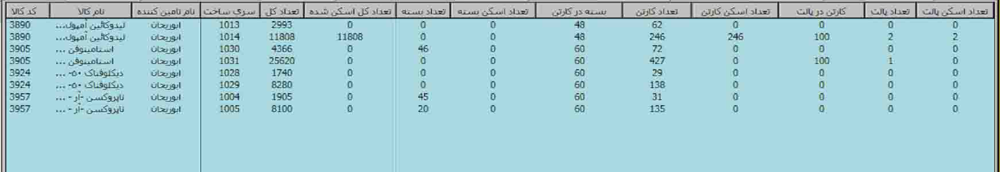 کد کالا نام کالا نام تامین کننده سری ساخت تعداد کل تعداد کل اسکن شده تعداد بسته تعداد اسکن بسته بسته در کارتن تعداد کارتن تعداد اسکن کارتن کارتن در پالت تعداد پالت تعداد اسکن پالت
3890 لیدوکائین آمپول... ابوریحان 1013 2993 0 0 0 48 62 0 0 0 0
3890 لیدوکائین آمپول... ابوریحان 1014 11808 11808 0 0 48 246 246 100 2 2
3905 استامینوفن ... ابوریحان 1030 4366 0 46 0 60 72 0 0 0 0
3905 استامینوفن ... ابوریحان 1031 25620 0 0 0 60 427 0 100 1 0
3924 دیکلوفناک ۵۰- ... ابوریحان 1028 1740 0 0 0 60 29 0 0 0 0
3924 دیکلوفناک ۵۰- ... ابوریحان 1029 8280 0 0 0 60 138 0 0 0 0
3957 ناپروکسن -آر - ... ابوریحان 1004 1905 0 45 0 60 31 0 0 0 0
3957 ناپروکسن -آر - ... ابوریحان 1005 8100 0 20 0 60 135 0 0 0 0